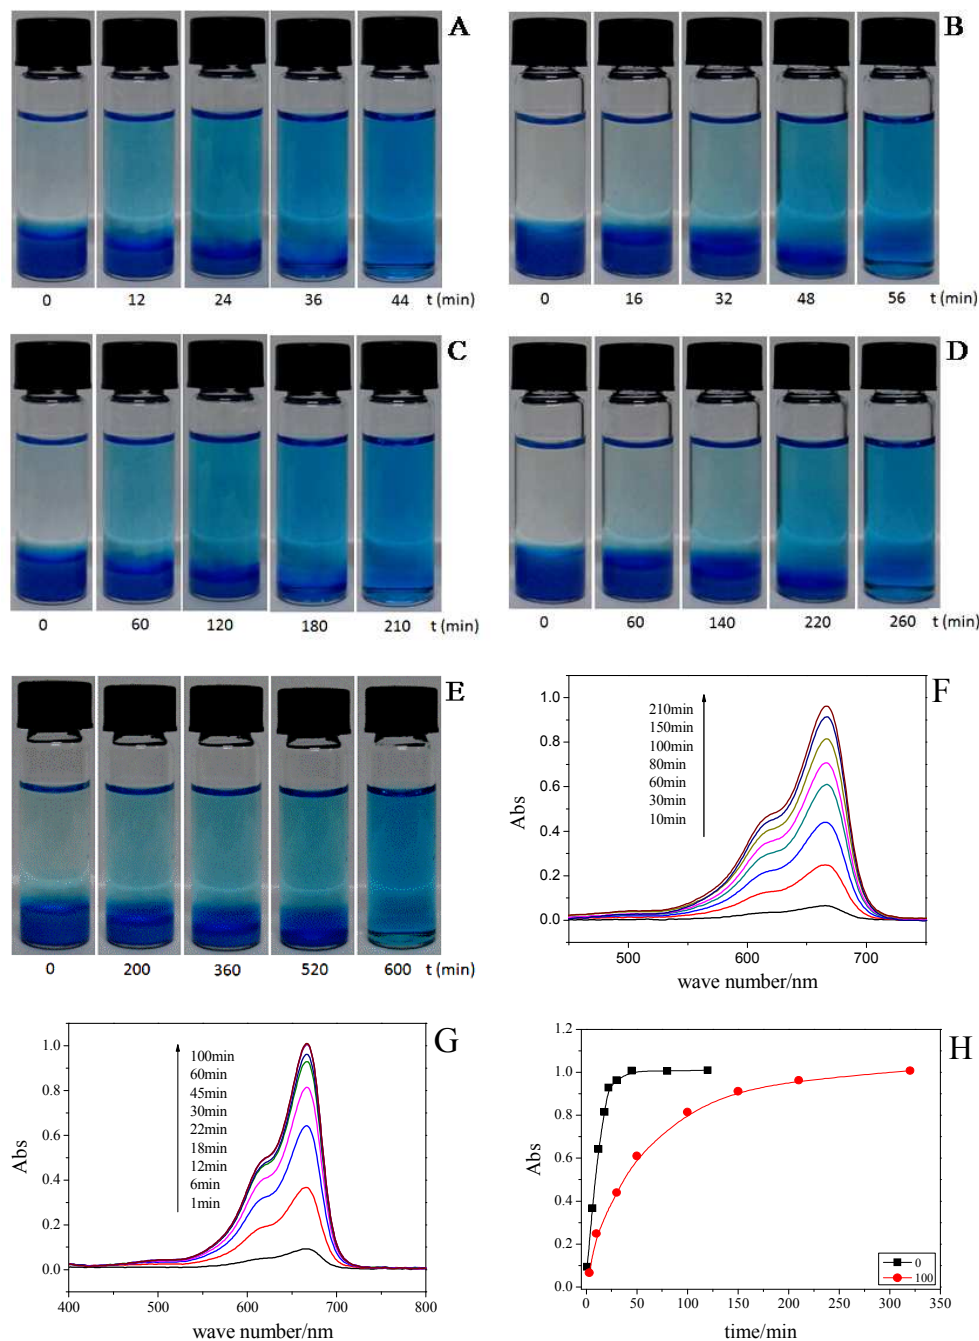 A
0 12 24 36 44 t (min)
B
0 16 32 48 56 t (min)
C
0 60 120 180 210 t (min)
D
0 60 140 220 260 t (min)
E
0 200 360 520 600 t (min)
F
Abs
1.0
0.8
0.6
0.4
0.2
0.0
210min
150min
100min
80min
60min
30min
10min
500 600 700
wave number/nm
G
Abs
1.0
0.8
0.6
0.4
0.2
0.0
100min
60min
45min
30min
22min
18min
12min
6min
1min
400 500 600 700 800
wave number/nm
H
Abs
1.2
1.0
0.8
0.6
0.4
0.2
0.0
0
100
0 50 100 150 200 250 300 350
time/min